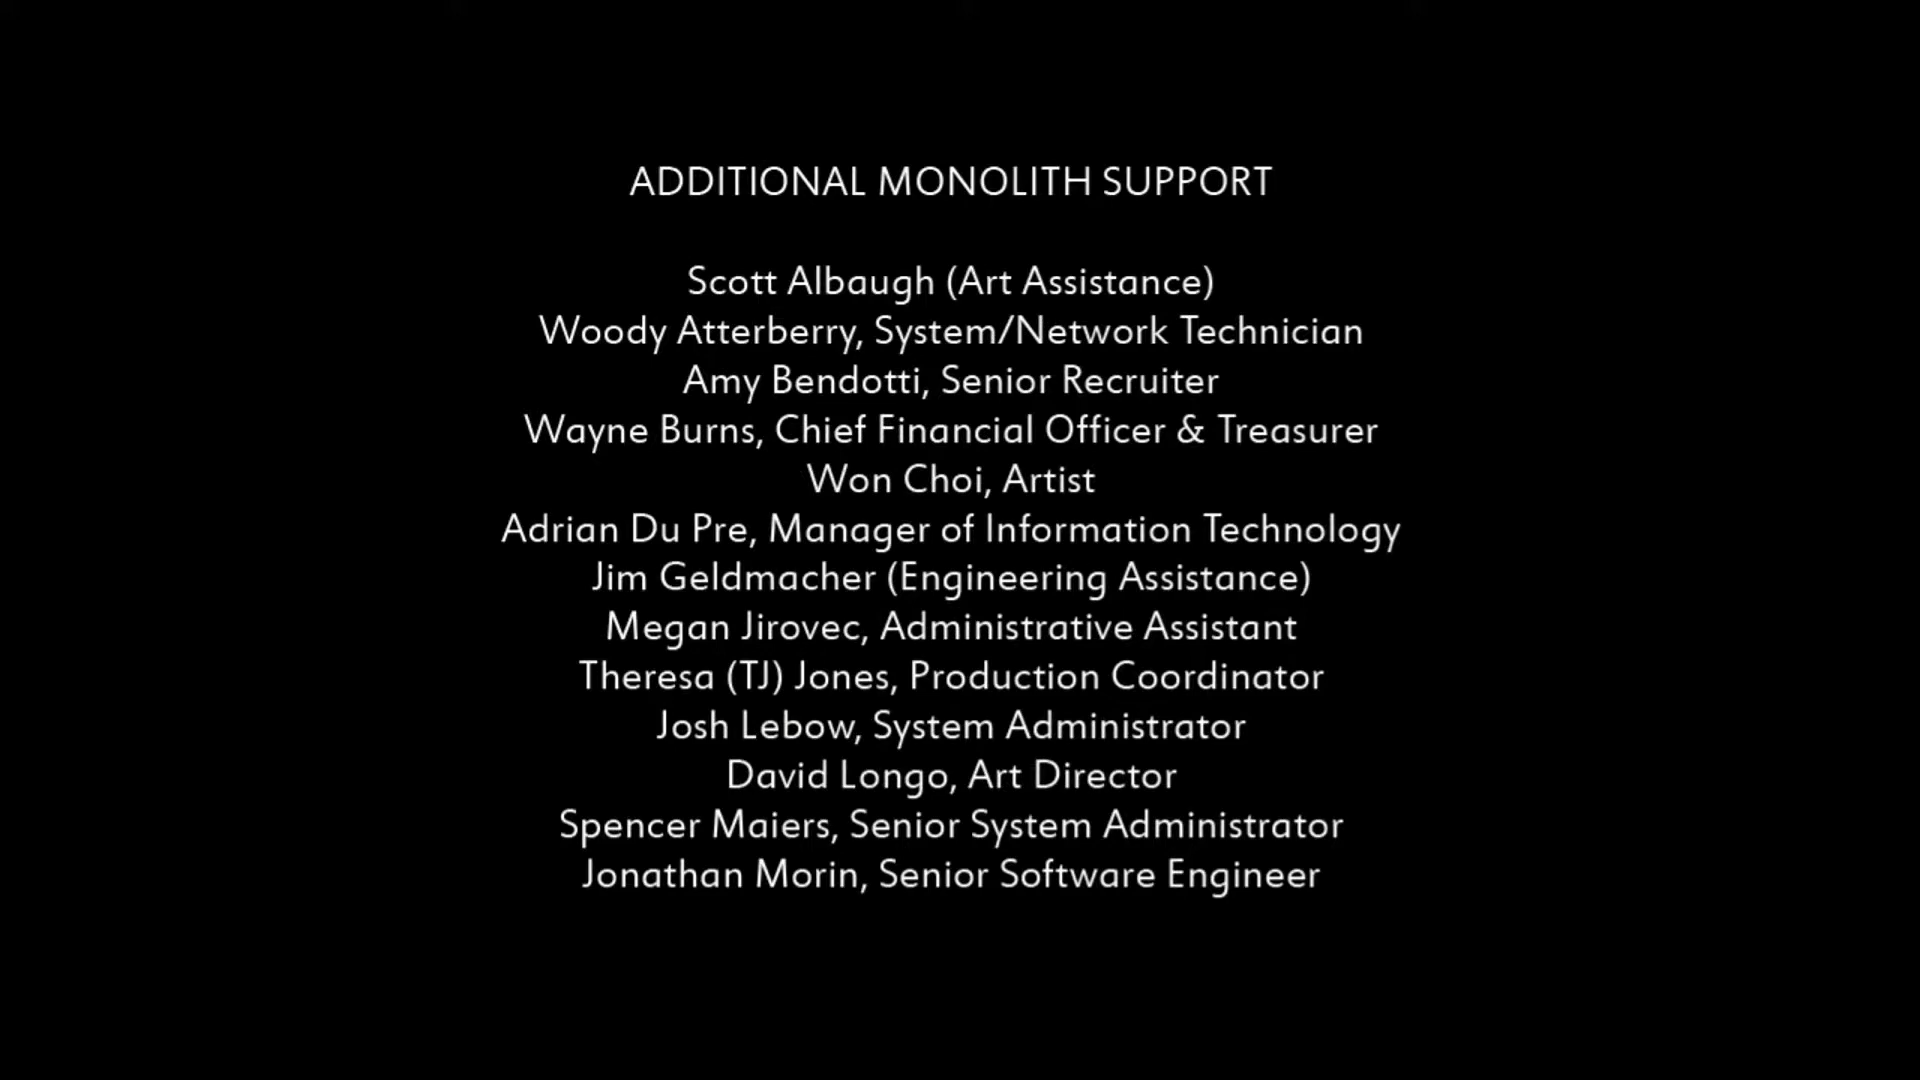 ADDITIONAL MONOLITH SUPPORT
Scott Albaugh (Art Assistance)
Woody Atterberry, System/Network Technician
Amy Bendotti, Senior Recruiter
Wayne Burns, Chief Financial Officer & Treasurer
Won Choi, Artist
Adrian Du Pre, Manager of Information Technology
Jim Geldmacher (Engineering Assistance)
Megan Jirovec, Administrative Assistant
Theresa (TJ) Jones, Production Coordinator
Josh Lebow, System Administrator
David Longo, Art Director
Spencer Maiers, Senior System Administrator
Jonathan Morin, Senior Software Engineer